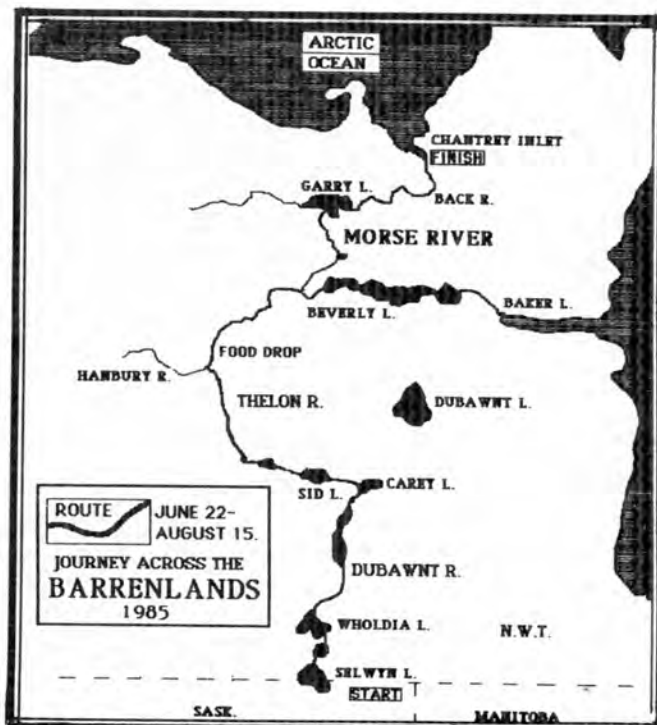 ARCTIC
OCEAN
CHANTREY INLET
FINISH
GARRY L.
BACK R.
MORSE RIVER
BEVERLY L.
BAKER L.
FOOD DROP
HANBURY R.
THELON R.
DUBAWNT L.
SID L.
CAREY L.
ROUTE
JUNE 22-
AUGUST 15.
JOURNEY ACROSS THE
BARRENLANDS
1985
DUBAWNT R.
WHOLDIA L.
N.W.T.
SELWYN L.
START
SASK.
MANITOBA